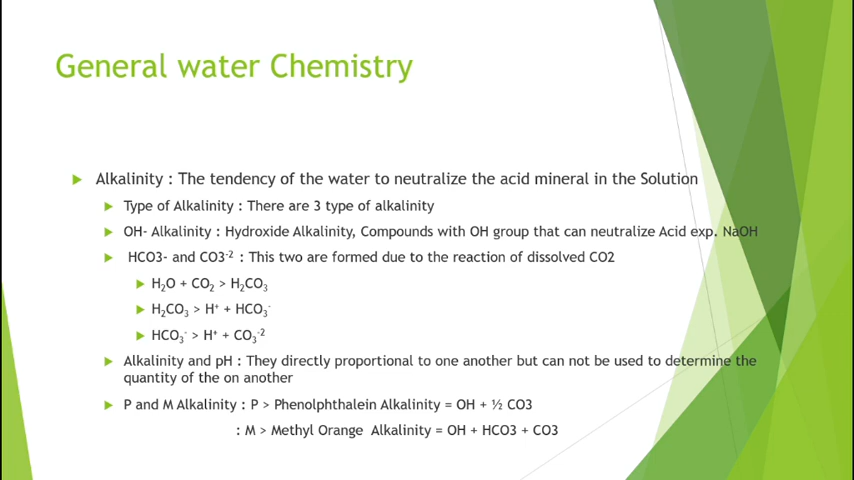 General water Chemistry
Alkalinity : The tendency of the water to neutralize the acid mineral in the Solution
Type of Alkalinity : There are 3 type of alkalinity
OH- Alkalinity : Hydroxide Alkalinity, Compounds with OH group that can neutralize Acid exp. NaOH
HCO3- and CO3⁻² : This two are formed due to the reaction of dissolved CO2
H₂O + CO₂ > H₂CO₃
H₂CO₃ > H⁺ + HCO₃⁻
HCO₃⁻ > H⁺ + CO₃⁻²
Alkalinity and pH : They directly proportional to one another but can not be used to determine the
quantity of the on another
P and M Alkalinity : P > Phenolphthalein Alkalinity = OH + ½ CO3
: M > Methyl Orange Alkalinity = OH + HCO3 + CO3